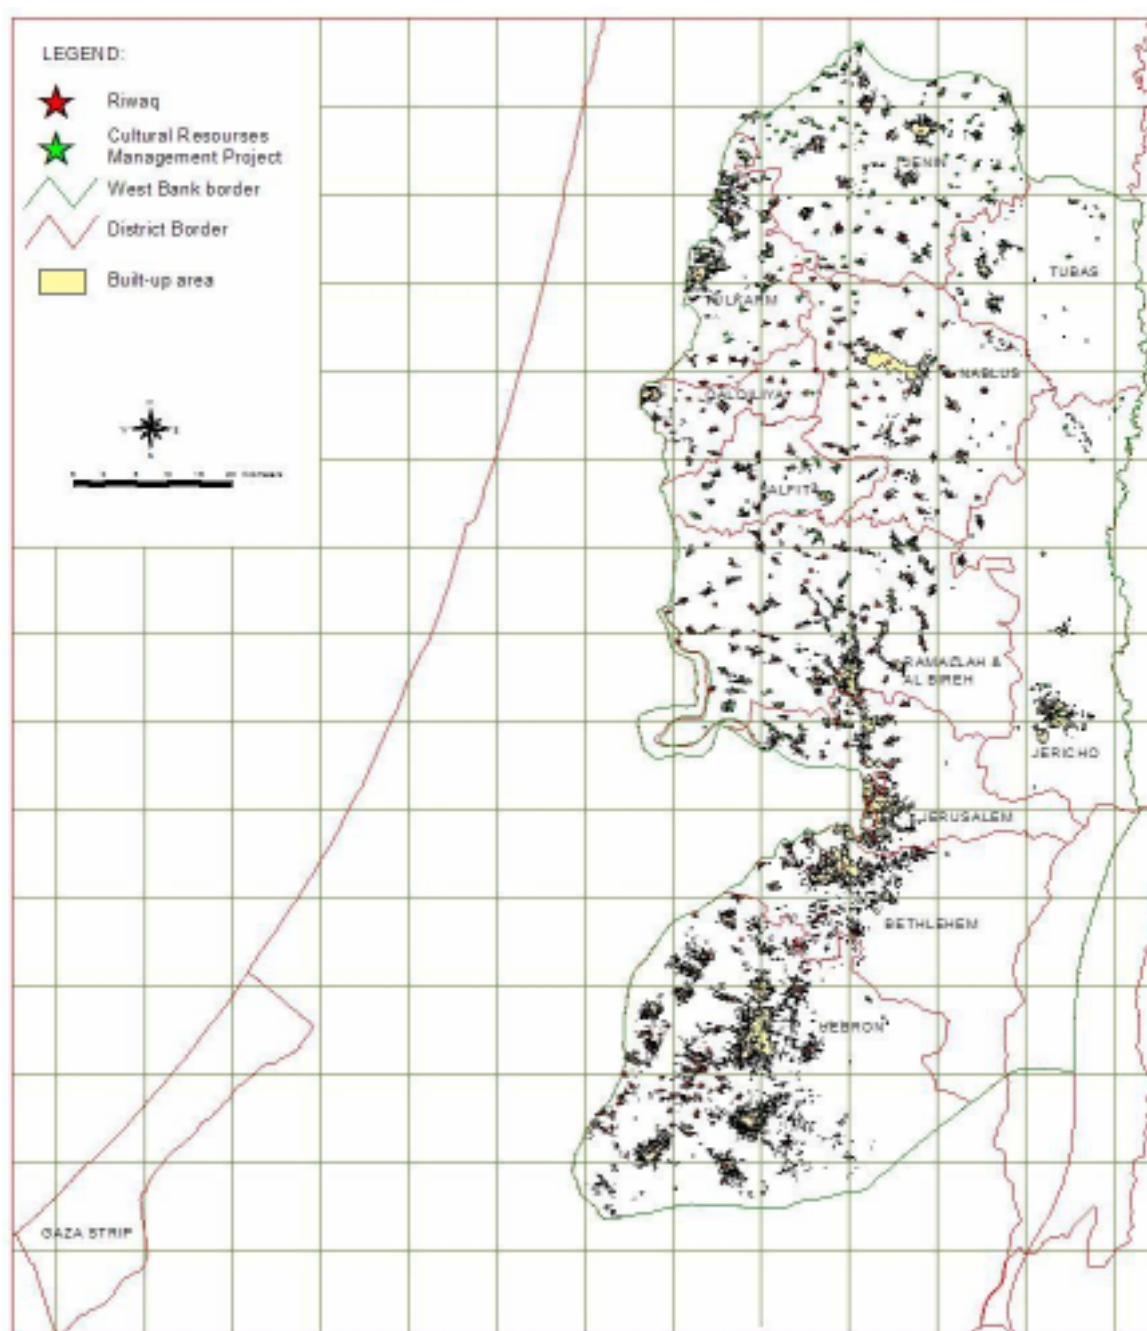 LEGEND:
Riwaq
Cultural Resourses
Management Project
West Bank border
District Border
Built-up area
JENIN
TUBAS
TULKARM
NABLUS
QALQILIYA
RAMALLAH &
AL BIREH
JERICHO
JERUSALEM
BETHLEHEM
HEBRON
GAZA STRIP